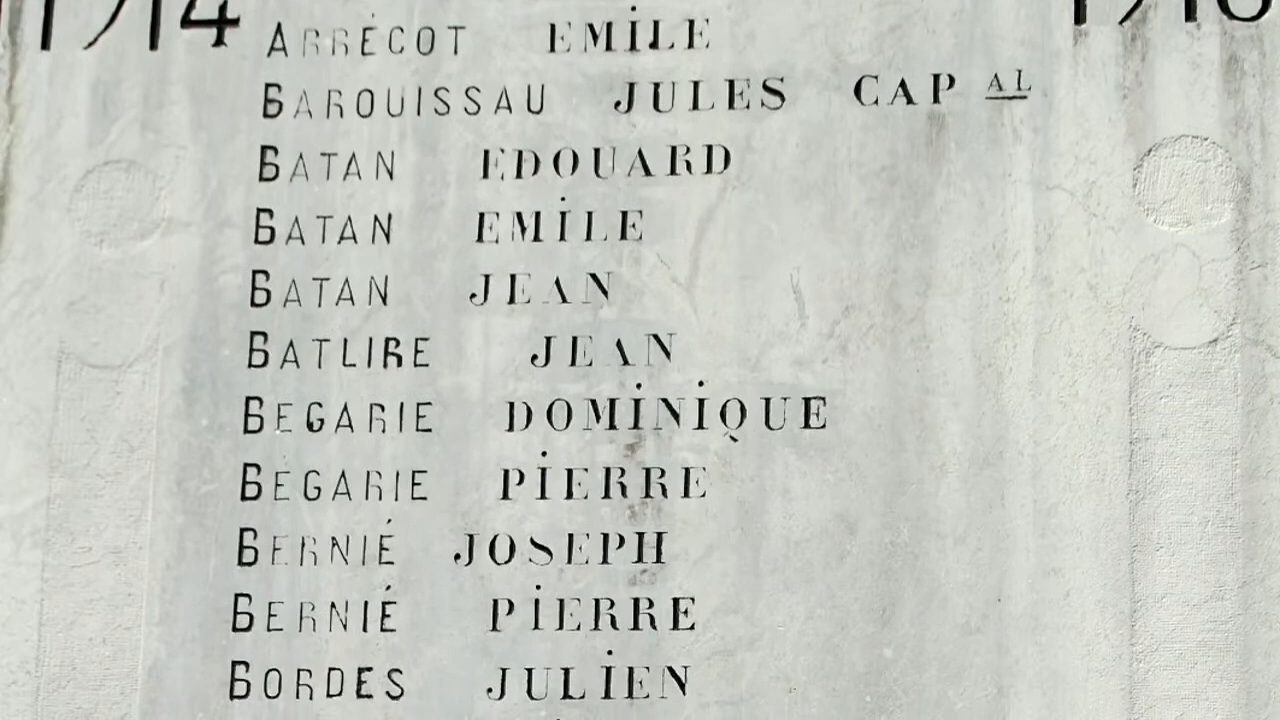 1914 1918
ARRÉCOT EMILE
BAROUISSAU JULES CAP AL
BATAN EDOUARD
BATAN EMILE
BATAN JEAN
BATLIRE JEAN
BEGARIE DOMINIQUE
BEGARIE PIERRE
BERNIÉ JOSEPH
BERNIÉ PIERRE
BORDES JULIEN